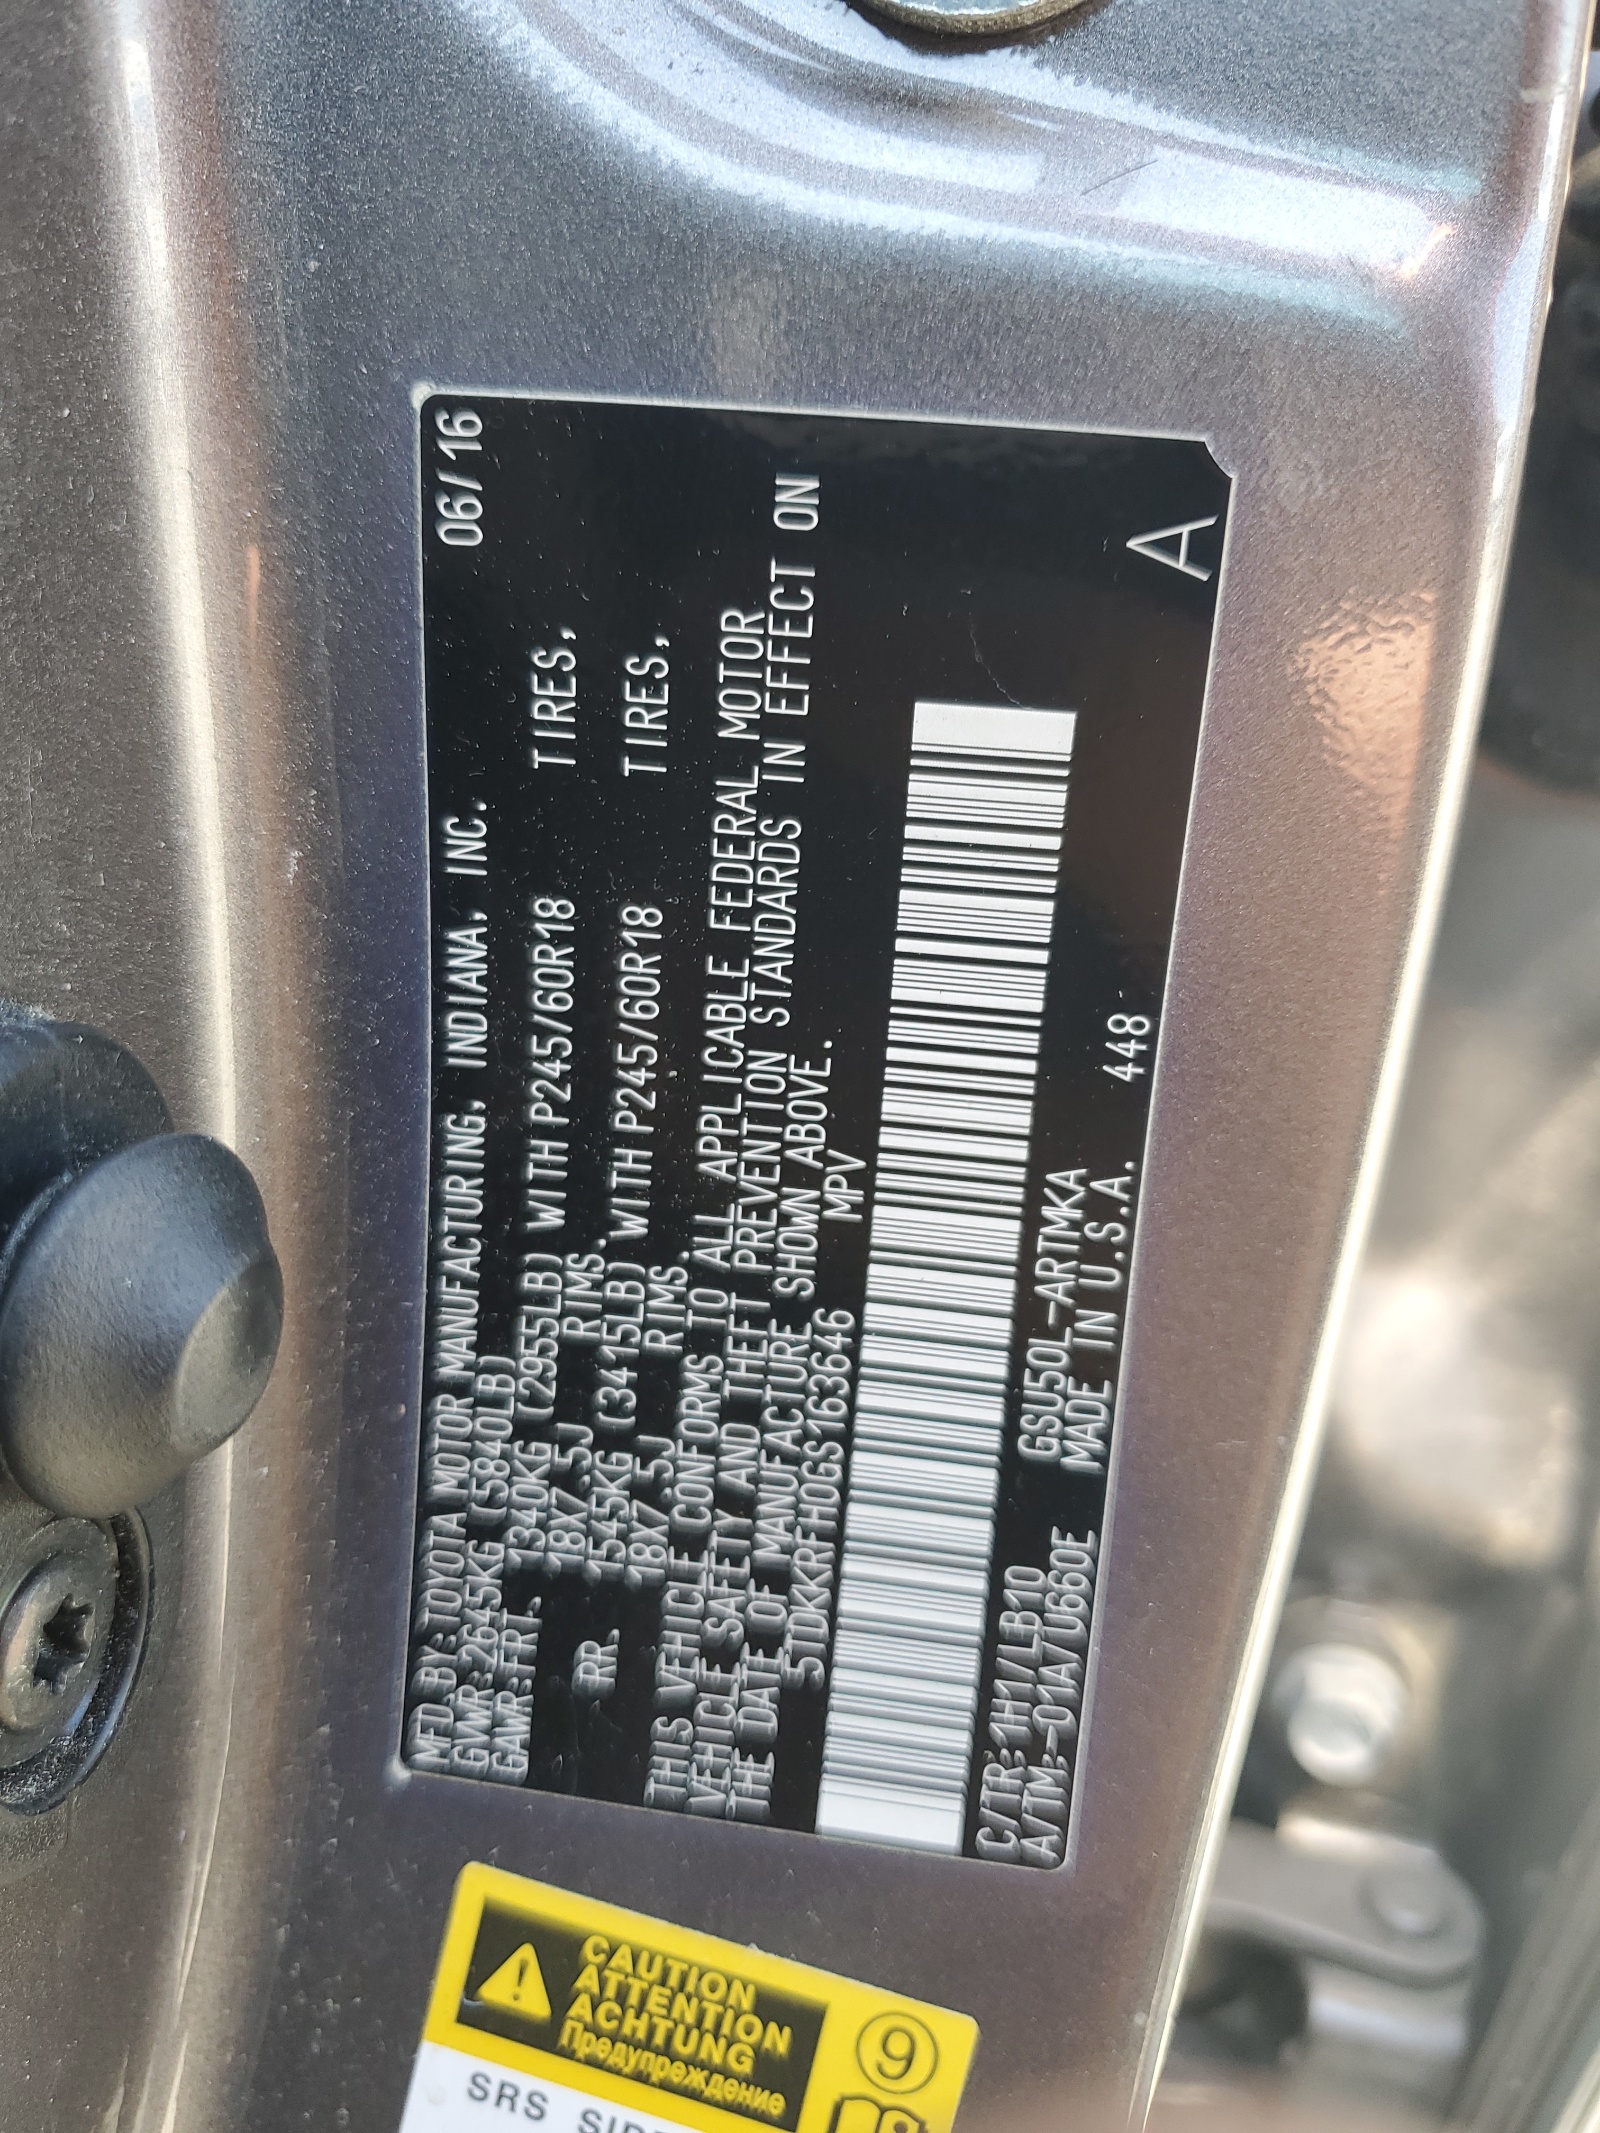 MFD.BY:TOYOTA MOTOR MANUFACTURING, INDIANA, INC. 06/16
GVWR:2645KG (5840LB)
GAWR:FRT. 1340KG (2955LB) WITH P245/60R18 TIRES,
18X7.5J RIMS.
RR. 1545KG (3415LB) WITH P245/60R18 TIRES,
18X7.5J RIMS.
THIS VEHICLE CONFORMS TO ALL APPLICABLE FEDERAL MOTOR
VEHICLE SAFETY AND THEFT PREVENTION STANDARDS IN EFFECT ON
THE DATE OF MANUFACTURE SHOWN ABOVE.
5TDKKRFH0GS163646 MPV
C/TR:1H1/LB10 GSU50L-ARTMKA
A/TM:-01A/U660E MADE IN U.S.A. 448
A
CAUTION
ATTENTION
ACHTUNG
Предупреждение
9
SRS